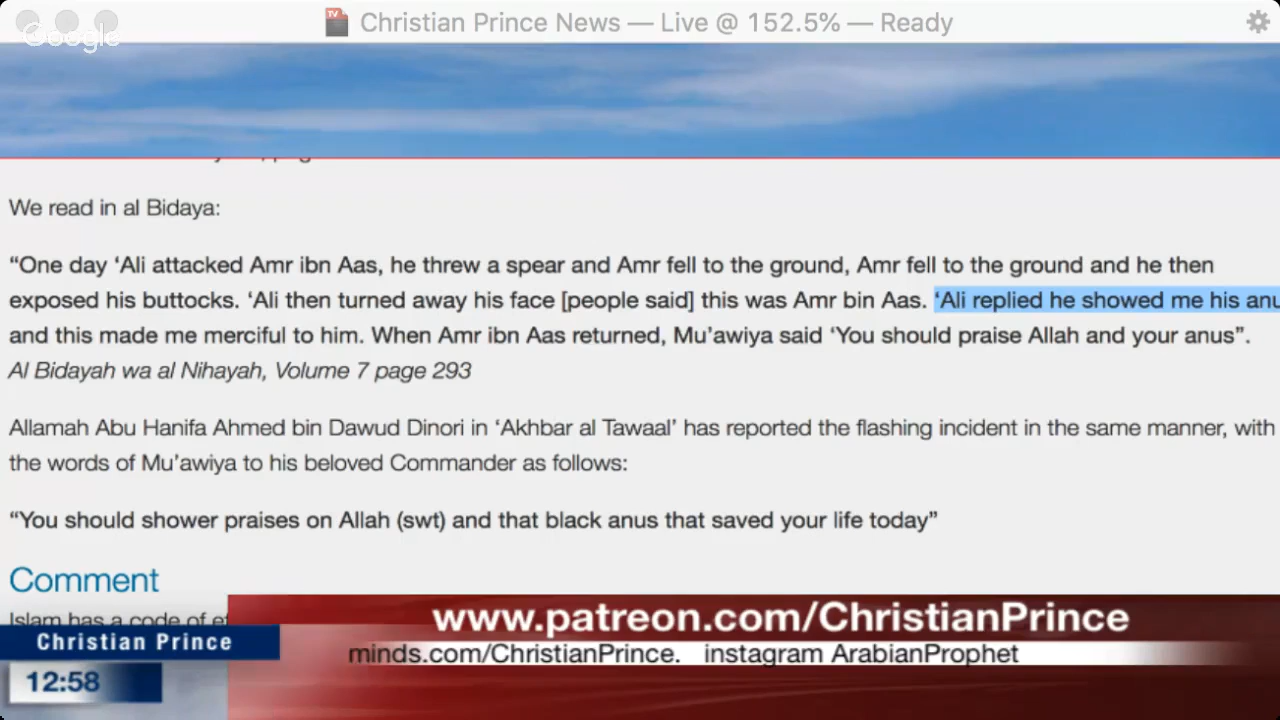 Christian Prince News — Live @ 152.5% — Ready
Google
We read in al Bidaya:
“One day ‘Ali attacked Amr ibn Aas, he threw a spear and Amr fell to the ground, Amr fell to the ground and he then
exposed his buttocks. ‘Ali then turned away his face [people said] this was Amr bin Aas. ‘Ali replied he showed me his anu
and this made me merciful to him. When Amr ibn Aas returned, Mu’awiya said ‘You should praise Allah and your anus”.
Al Bidayah wa al Nihayah, Volume 7 page 293
Allamah Abu Hanifa Ahmed bin Dawud Dinori in ‘Akhbar al Tawaal’ has reported the flashing incident in the same manner, with
the words of Mu’awiya to his beloved Commander as follows:
“You should shower praises on Allah (swt) and that black anus that saved your life today”
Comment
Islam has a code of
www.patreon.com/ChristianPrince
Christian Prince
minds.com/ChristianPrince. instagram ArabianProphet
12:58